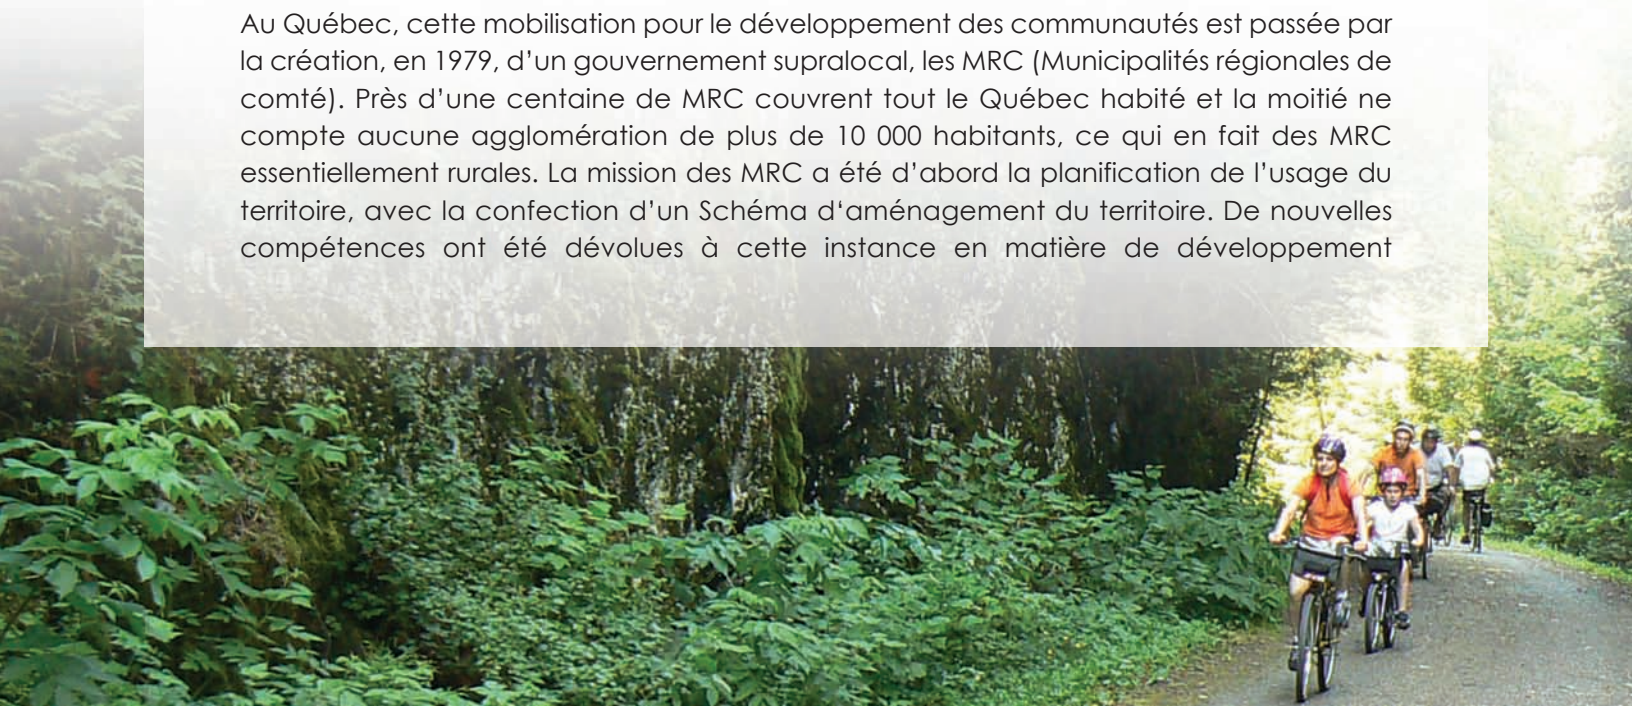 Au Québec, cette mobilisation pour le développement des communautés est passée par
la création, en 1979, d’un gouvernement supralocal, les MRC (Municipalités régionales de
comté). Près d’une centaine de MRC couvrent tout le Québec habité et la moitié ne
compte aucune agglomération de plus de 10 000 habitants, ce qui en fait des MRC
essentiellement rurales. La mission des MRC a été d’abord la planification de l’usage du
territoire, avec la confection d’un Schéma d‘aménagement du territoire. De nouvelles
compétences ont été dévolues à cette instance en matière de développement